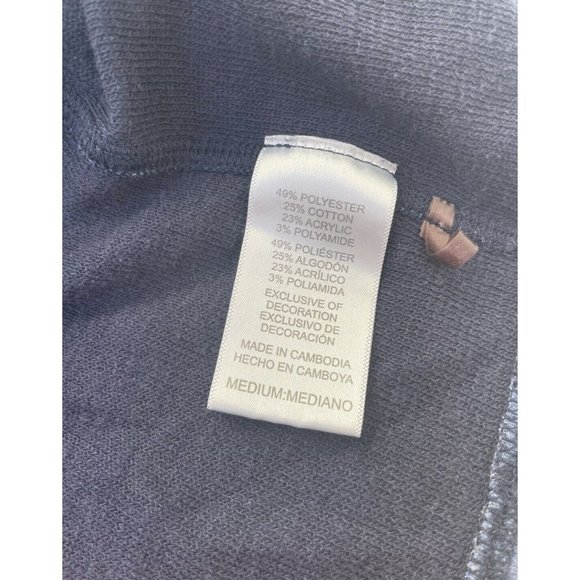 49% POLYESTER
25% COTTON
23% ACRYLIC
3% POLYAMIDE
49% POLIÉSTER
25% ALGODÓN
23% ACRÍLICO
3% POLIAMIDA
EXCLUSIVE OF
DECORATION
EXCLUSIVO DE
DECORACIÓN
MADE IN CAMBODIA
HECHO EN CAMBOYA
MEDIUM:MEDIANO